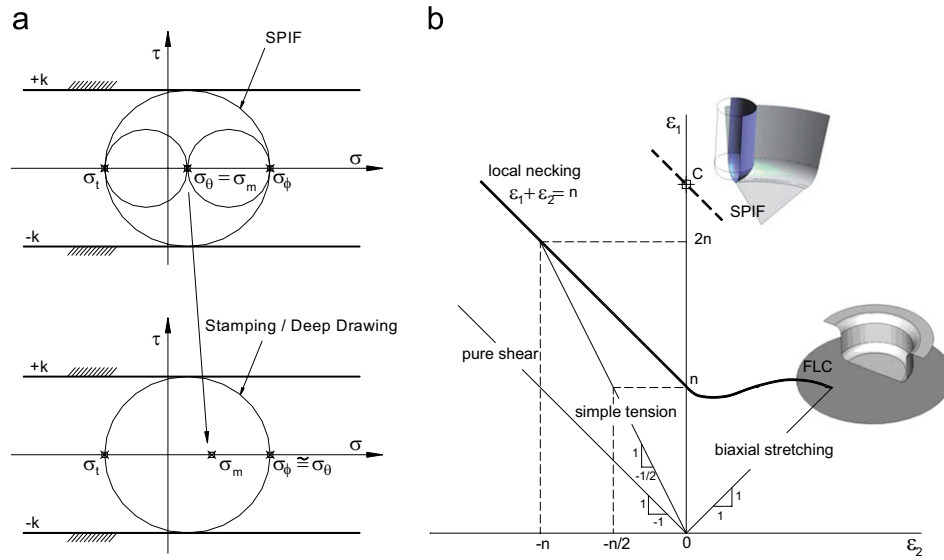 a
τ
SPIF
+k
σ
σt
σθ = σm
σϕ
-k
Stamping / Deep Drawing
τ
+k
σ
σt
σm
σϕ ≅ σθ
-k
b
ε1
local necking
ε1 + ε2 = n
C
SPIF
2n
pure shear
FLC
n
simple tension
biaxial stretching
1
-1/2
1
-1
1
1
-n
-n/2
0
ε2